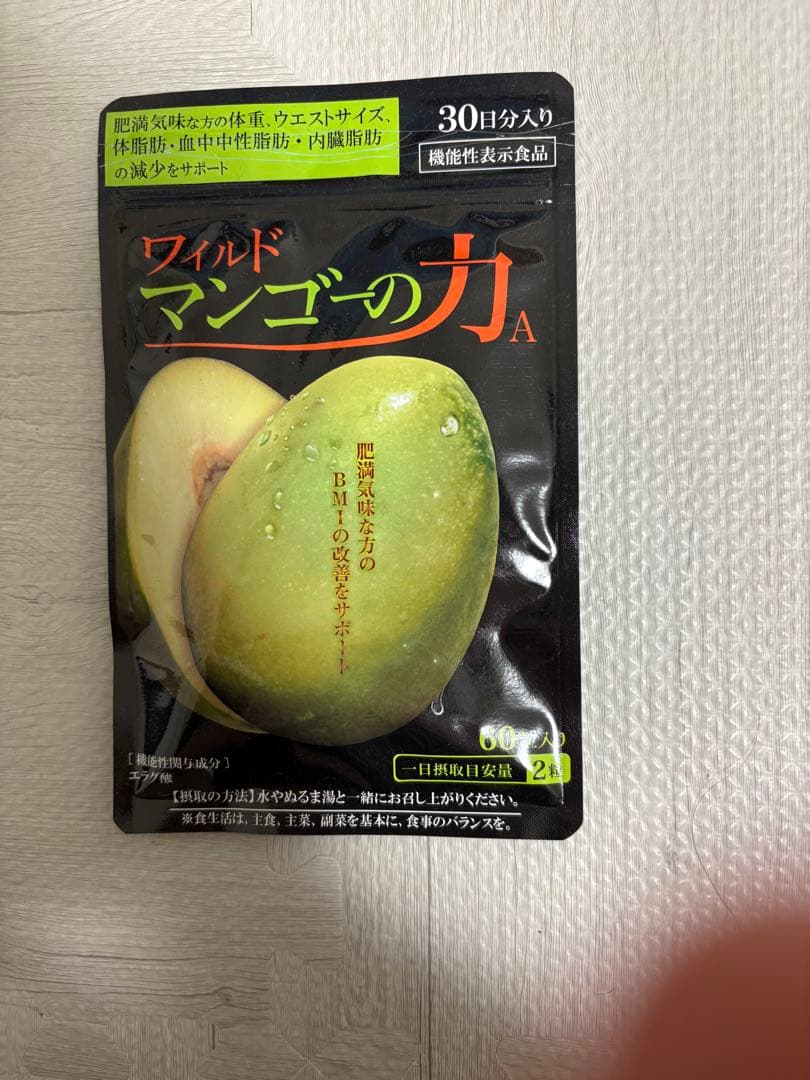 肥満気味な方の体重、ウエストサイズ、
体脂肪・血中中性脂肪・内臓脂肪
の減少をサポート
30日分入り
機能性表示食品
ワイルド
マンゴーの力A
肥満気味な方の
BMIの改善をサポート
60粒入り
[機能性関与成分]
エラグ酸
一日摂取目安量 2粒
【摂取の方法】水やぬるま湯と一緒にお召し上がりください。
※食生活は、主食、主菜、副菜を基本に、食事のバランスを。